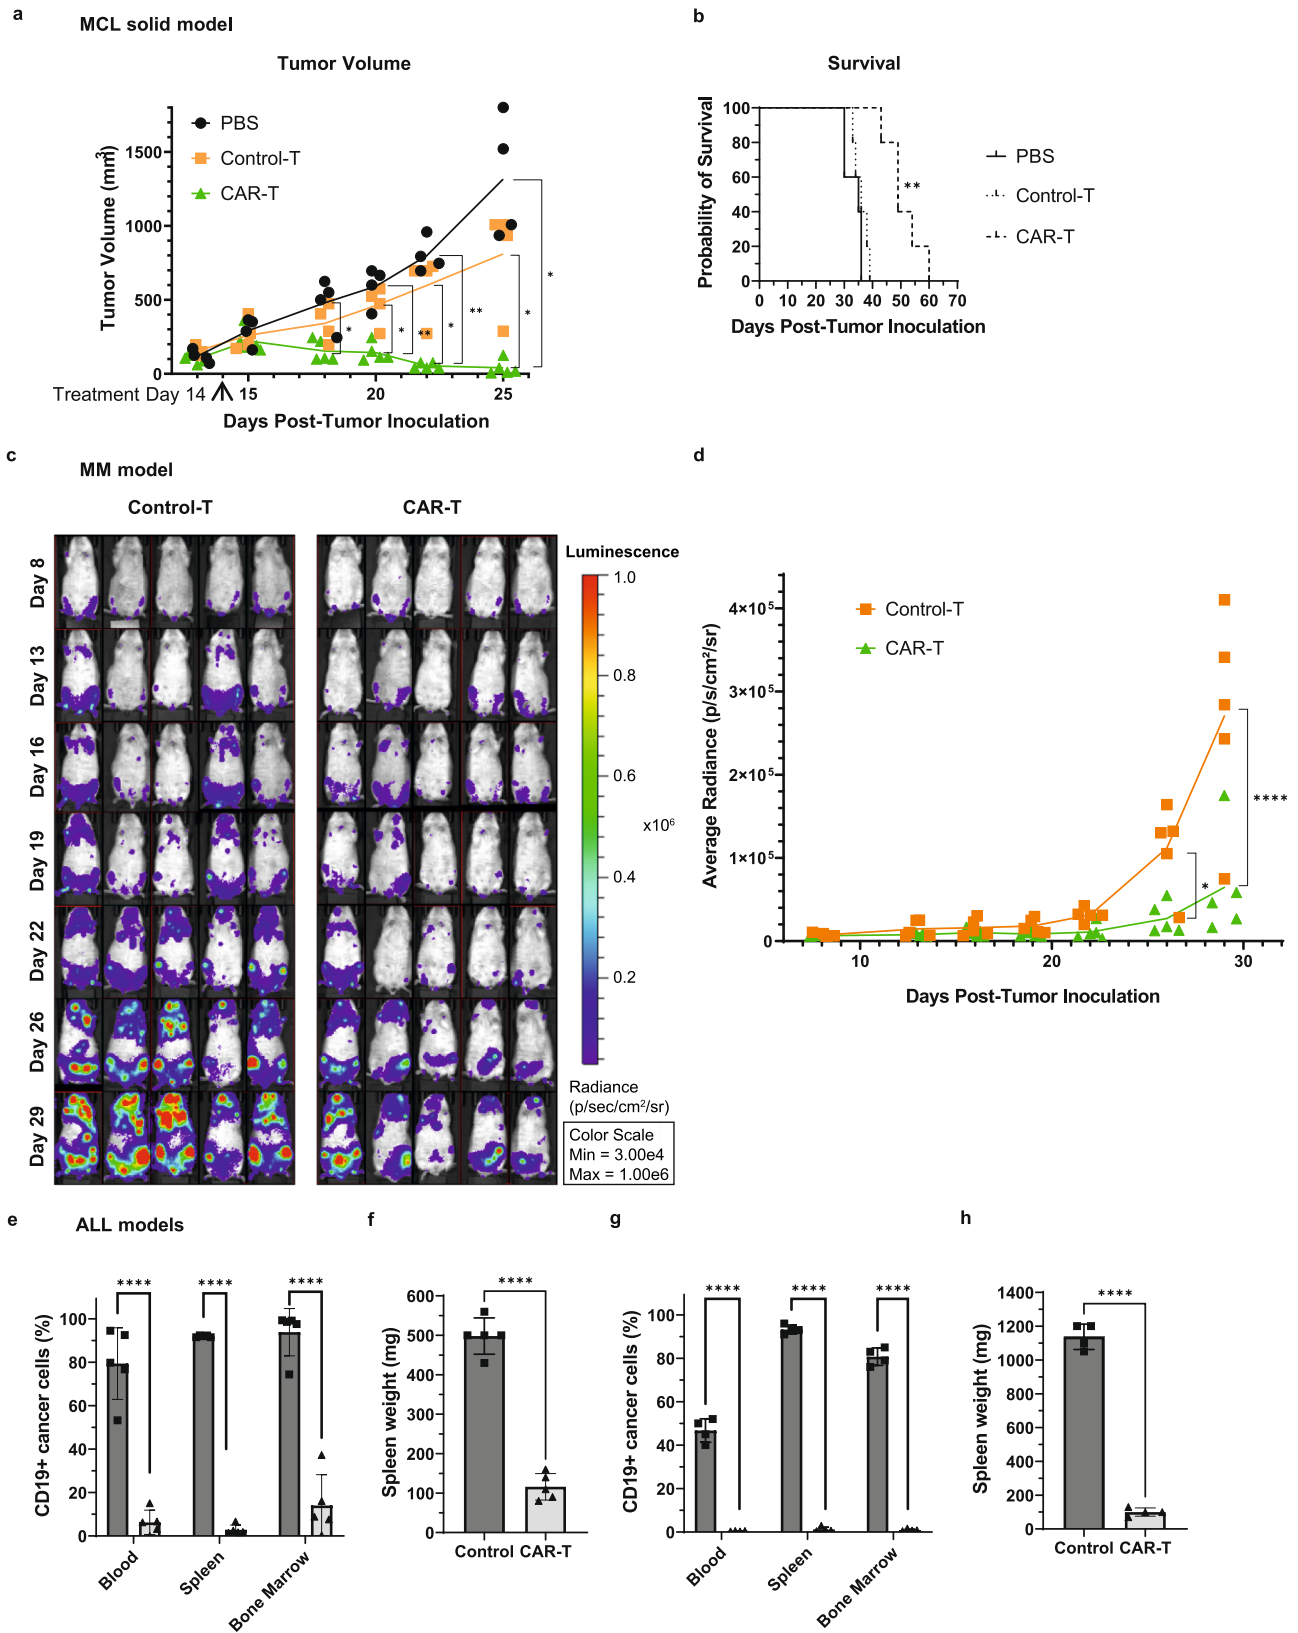 a
MCL solid model
Tumor Volume
Tumor Volume (mm³)
1500
1000
500
0
PBS
Control-T
CAR-T
*
*
**
*
**
*
*
Treatment Day 14
15
20
25
Days Post-Tumor Inoculation
b
Survival
Probability of Survival
100
80
60
40
20
0
**
PBS
Control-T
CAR-T
0 10 20 30 40 50 60 70
Days Post-Tumor Inoculation
c
MM model
Control-T
CAR-T
Day 8
Day 13
Day 16
Day 19
Day 22
Day 26
Day 29
Luminescence
1.0
0.8
0.6
x10⁶
0.4
0.2
Radiance
(p/sec/cm²/sr)
Color Scale
Min = 3.00e4
Max = 1.00e6
d
Average Radiance (p/s/cm²/sr)
4×10⁵
3×10⁵
2×10⁵
1×10⁵
0
Control-T
CAR-T
*
****
10 20 30
Days Post-Tumor Inoculation
e
ALL models
CD19+ cancer cells (%)
100
80
60
40
20
0
**** **** ****
Blood
Spleen
Bone Marrow
f
Spleen weight (mg)
600
500
400
300
200
100
0
****
Control CAR-T
g
CD19+ cancer cells (%)
100
80
60
40
20
0
**** **** ****
Blood
Spleen
Bone Marrow
h
Spleen weight (mg)
1400
1200
1000
800
600
400
200
0
****
Control CAR-T